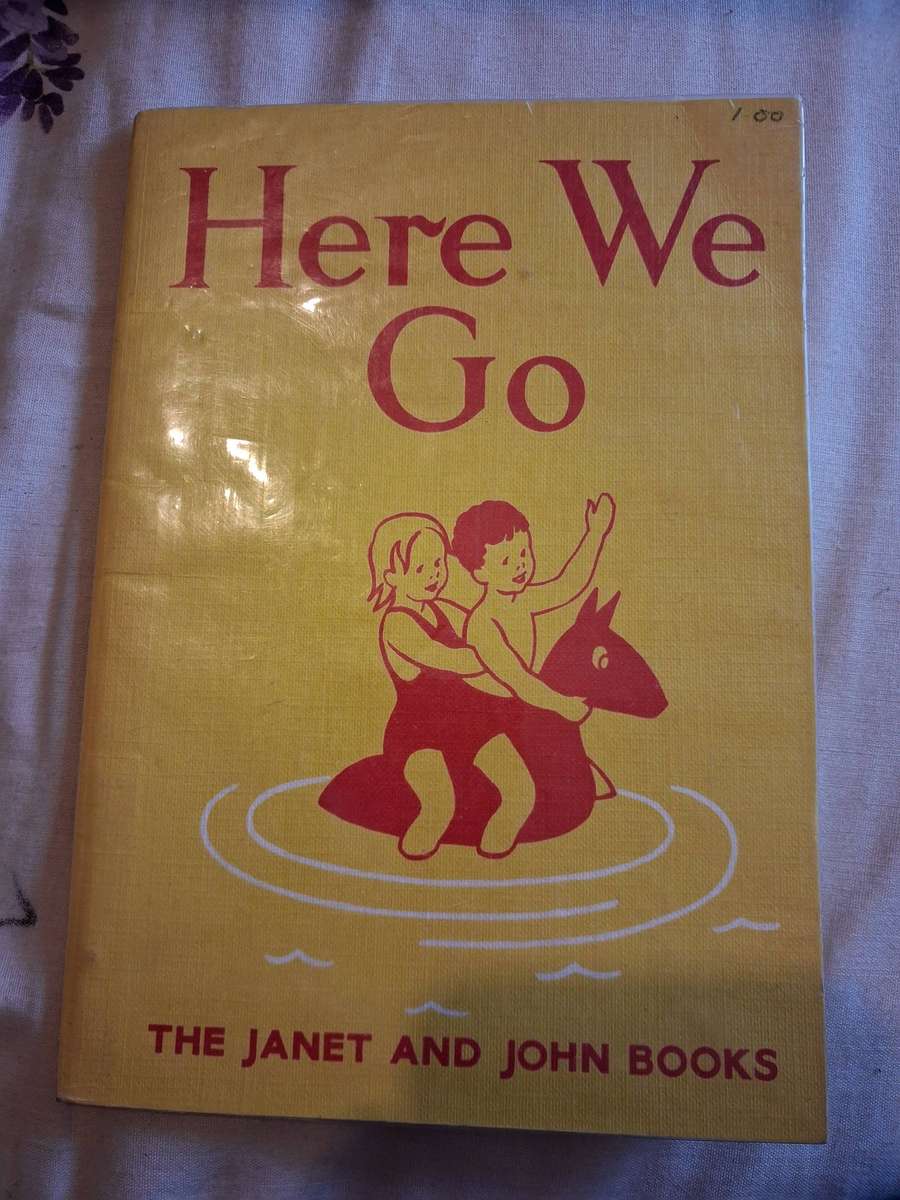 1-00
Here We
Go
THE JANET AND JOHN BOOKS